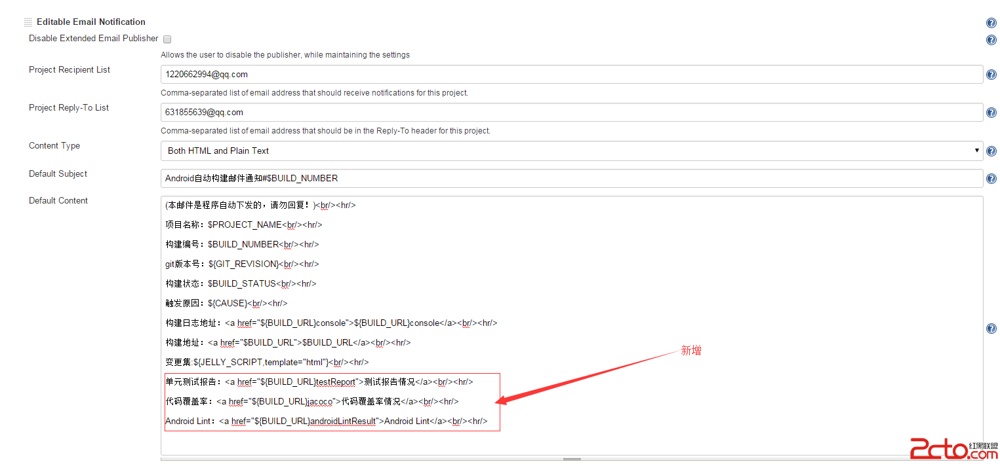 Editable Email Notification
Disable Extended Email Publisher
Allows the user to disable the publisher, while maintaining the settings
Project Recipient List
1220662994@qq.com
Comma-separated list of email address that should receive notifications for this project.
Project Reply-To List
631855639@qq.com
Comma-separated list of email address that should be in the Reply-To header for this project.
Content Type
Both HTML and Plain Text
Default Subject
Android自动构建邮件通知#$BUILD_NUMBER
Default Content
(本邮件是程序自动下发的，请勿回复！)<br/><hr/>
项目名称：$PROJECT_NAME<br/><hr/>
构建编号：$BUILD_NUMBER<br/><hr/>
git版本号：${GIT_REVISION}<br/><hr/>
构建状态：$BUILD_STATUS<br/><hr/>
触发原因：${CAUSE}<br/><hr/>
构建日志地址：<a href="${BUILD_URL}console">${BUILD_URL}console</a><br/><hr/>
构建地址：<a href="$BUILD_URL">$BUILD_URL</a><br/><hr/>
变更集:${JELLY_SCRIPT,template="html"}<br/><hr/>
新增
单元测试报告：<a href="${BUILD_URL}testReport">测试报告情况</a><br/><hr/>
代码覆盖率：<a href="${BUILD_URL}jacoco">代码覆盖率情况</a><br/><hr/>
Android Lint：<a href="${BUILD_URL}androidLintResult">Android Lint</a><br/><hr/>
2cto.com
红黑联盟